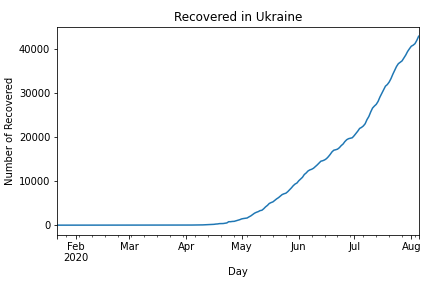 Recovered in Ukraine
Number of Recovered
40000
30000
20000
10000
0
Feb Mar Apr May Jun Jul Aug
2020
Day